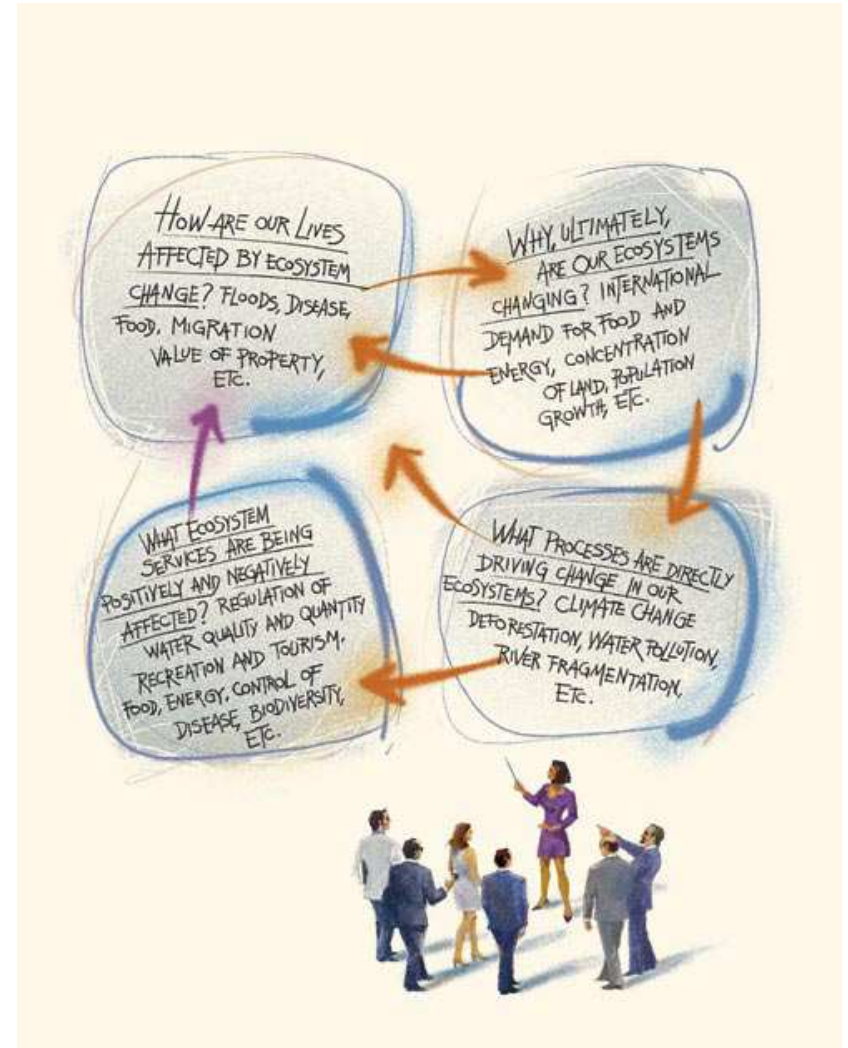 HOW ARE OUR LIVES
AFFECTED BY ECOSYSTEM
CHANGE? FLOODS, DISEASE,
FOOD, MIGRATION
VALUE OF PROPERTY,
ETC.
WHY, ULTIMATELY,
ARE OUR ECOSYSTEMS
CHANGING? INTERNATIONAL
DEMAND FOR FOOD AND
ENERGY, CONCENTRATION
OF LAND, POPULATION
GROWTH, ETC.
WHAT ECOSYSTEM
SERVICES ARE BEING
POSITIVELY AND NEGATIVELY
AFFECTED? REGULATION OF
WATER QUALITY AND QUANTITY
RECREATION AND TOURISM.
FOOD, ENERGY, CONTROL OF
DISEASE, BIODIVERSITY,
ETC.
WHAT PROCESSES ARE DIRECTLY
DRIVING CHANGE IN OUR
ECOSYSTEMS? CLIMATE CHANGE
DEFORESTATION, WATER POLLUTION,
RIVER FRAGMENTATION,
ETC.